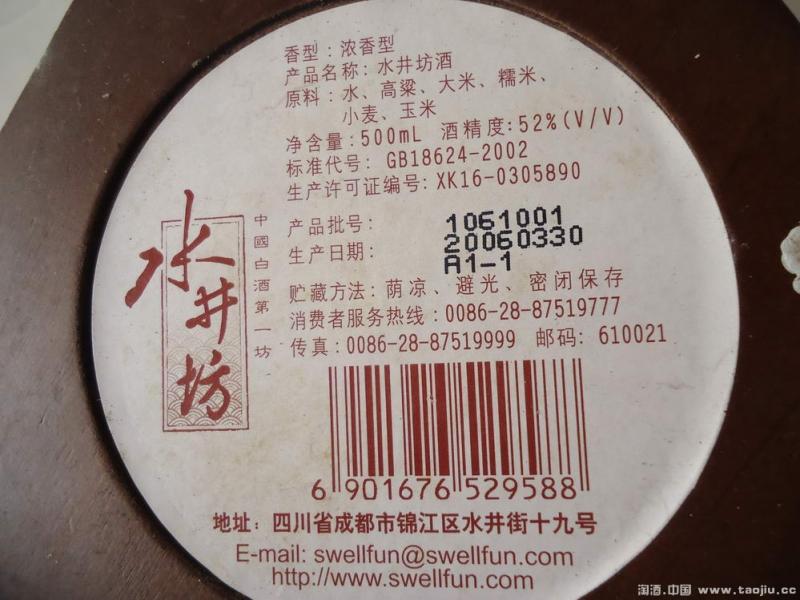 香型：浓香型
产品名称：水井坊酒
原料：水、高粱、大米、糯米、
小麦、玉米
净含量：500mL 酒精度：52%(V/V)
标准代号：GB18624-2002
生产许可证编号：XK16-0305890
产品批号：1061001
生产日期：20060330
A1-1
贮藏方法：荫凉、避光、密闭保存
消费者服务热线：0086-28-87519777
传真：0086-28-87519999 邮码：610021
水井坊
中國白酒第一坊
6 901676 529588
地址：四川省成都市锦江区水井街十九号
E-mail: swellfun@swellfun.com
http://www.swellfun.com
淘酒.中国 www.taojiu.cc